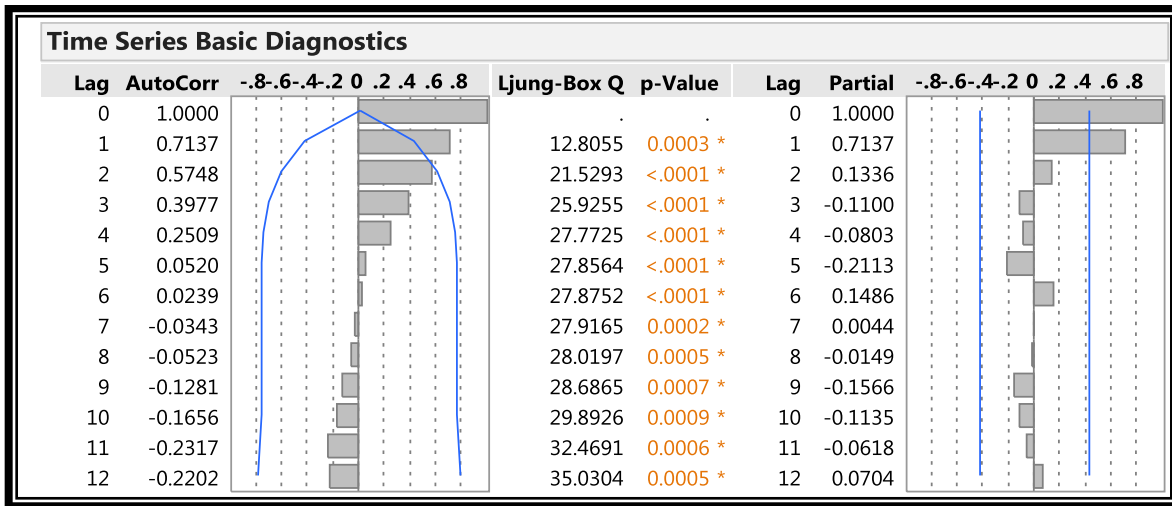 Time Series Basic Diagnostics
Lag AutoCorr -.8-.6-.4-.2 0 .2 .4 .6 .8 Ljung-Box Q p-Value Lag Partial -.8-.6-.4-.2 0 .2 .4 .6 .8
0 1.0000 . . 0 1.0000
1 0.7137 12.8055 0.0003 * 1 0.7137
2 0.5748 21.5293 <.0001 * 2 0.1336
3 0.3977 25.9255 <.0001 * 3 -0.1100
4 0.2509 27.7725 <.0001 * 4 -0.0803
5 0.0520 27.8564 <.0001 * 5 -0.2113
6 0.0239 27.8752 <.0001 * 6 0.1486
7 -0.0343 27.9165 0.0002 * 7 0.0044
8 -0.0523 28.0197 0.0005 * 8 -0.0149
9 -0.1281 28.6865 0.0007 * 9 -0.1566
10 -0.1656 29.8926 0.0009 * 10 -0.1135
11 -0.2317 32.4691 0.0006 * 11 -0.0618
12 -0.2202 35.0304 0.0005 * 12 0.0704